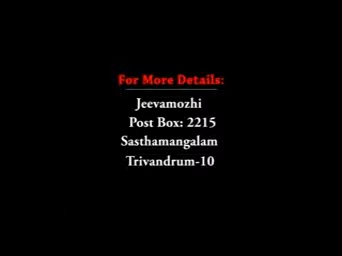 For More Details:
Jeevamozhi
Post Box: 2215
Sasthamangalam
Trivandrum-10